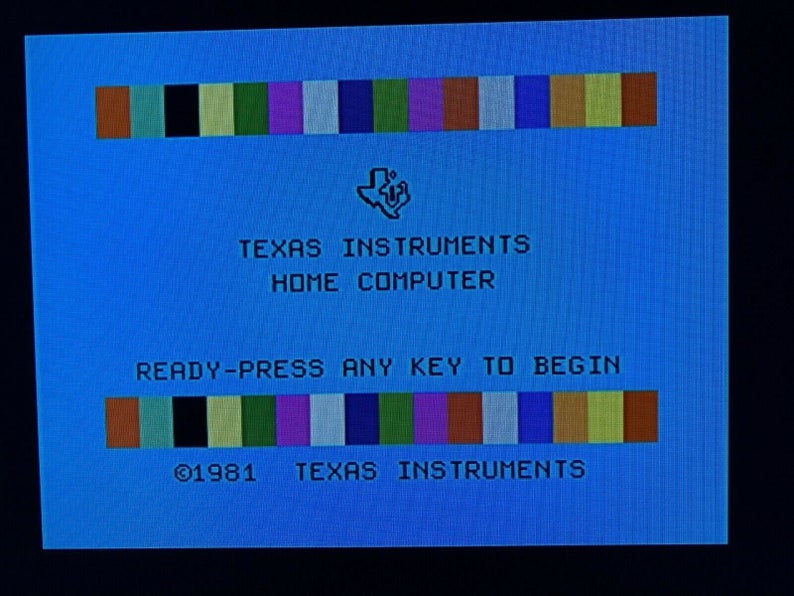 TEXAS INSTRUMENTS
HOME COMPUTER
READY-PRESS ANY KEY TO BEGIN
©1981 TEXAS INSTRUMENTS